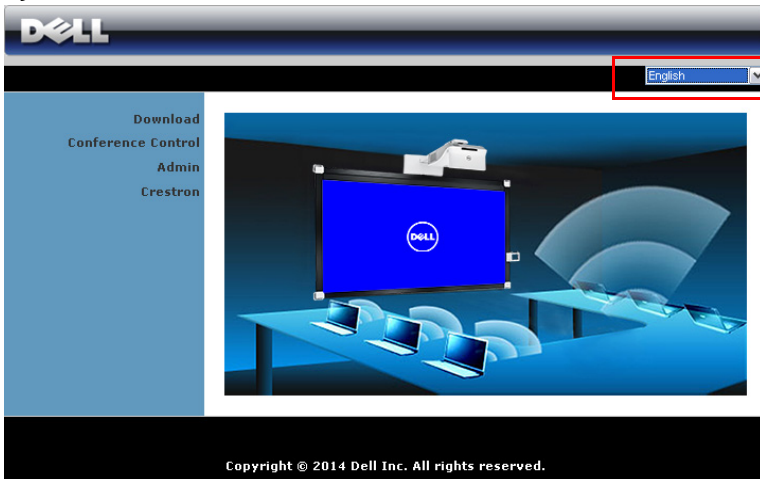 DELL
English
Download
Conference Control
Admin
Crestron
DELL
Copyright © 2014 Dell Inc. All rights reserved.